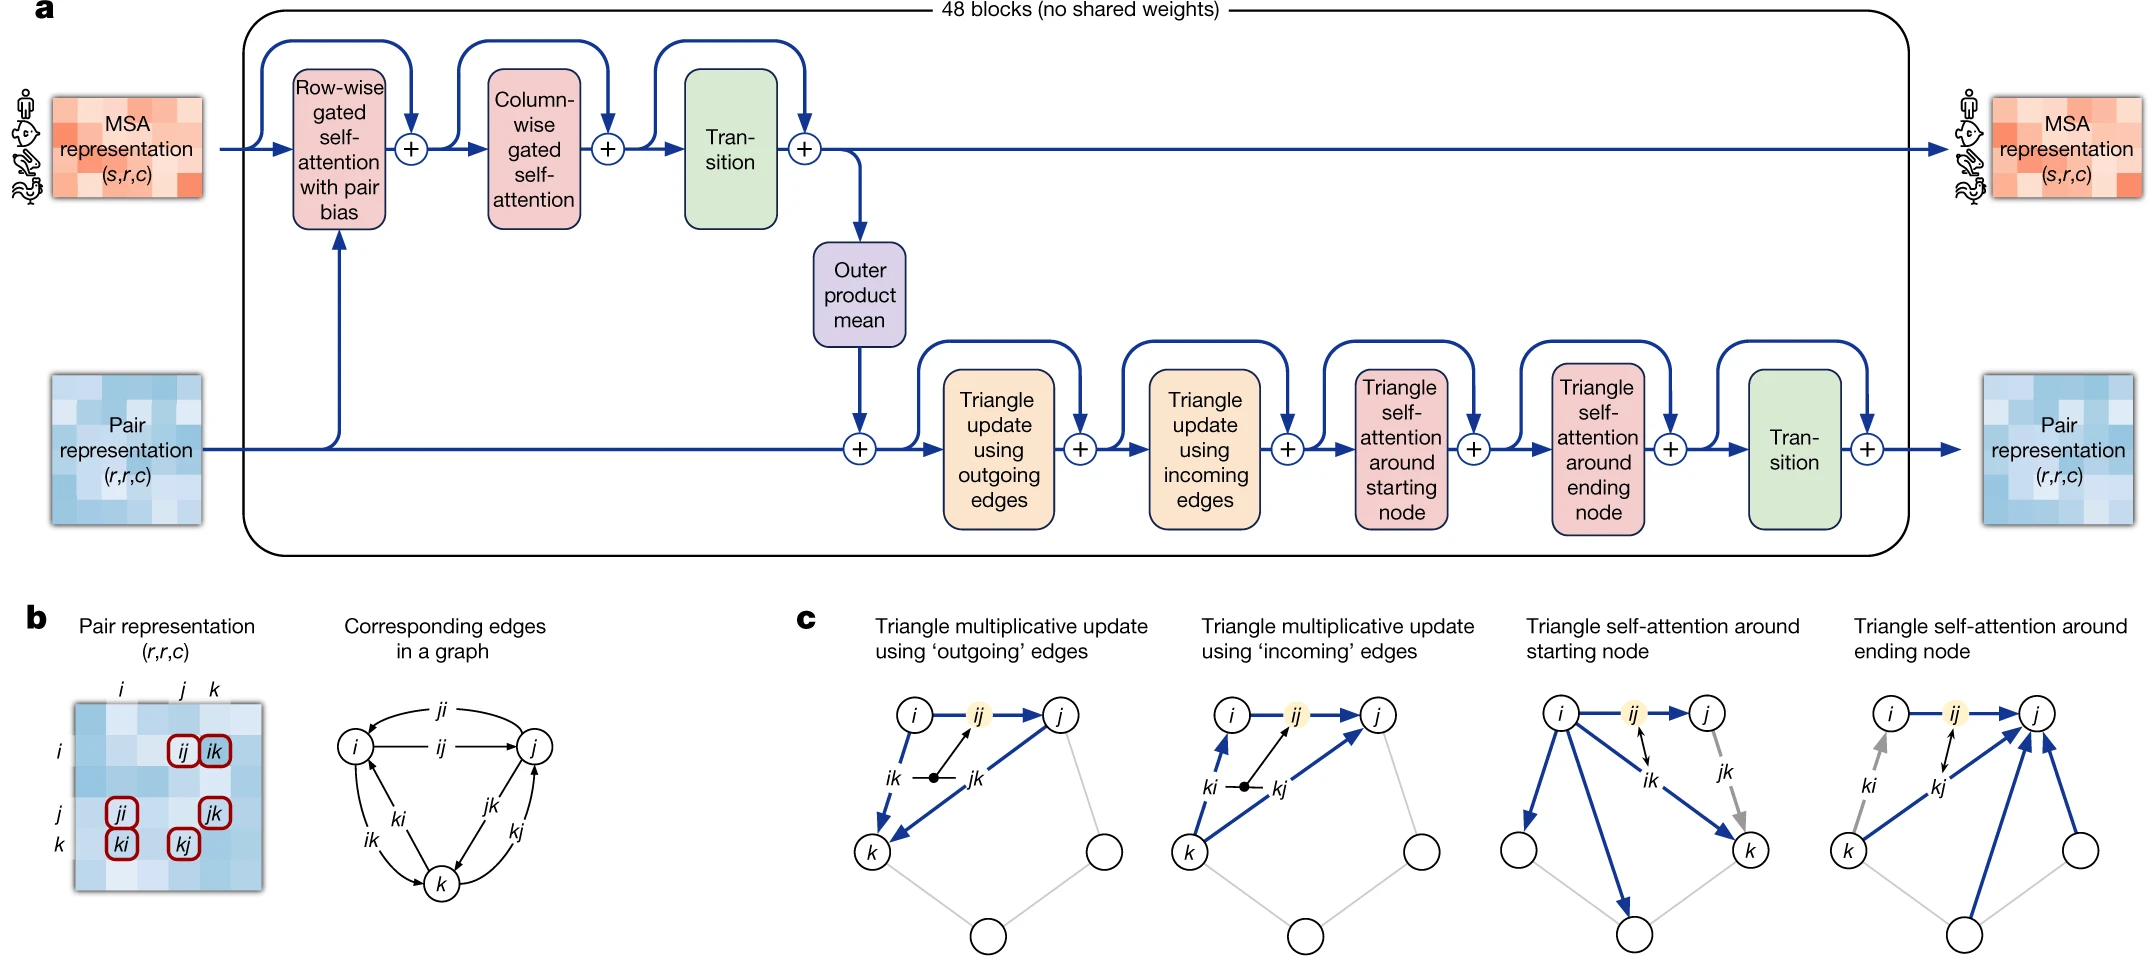 a
48 blocks (no shared weights)
MSA
representation
(s,r,c)
Row-wise
gated
self-
attention
with pair
bias
+
Column-
wise
gated
self-
attention
+
Tran-
sition
+
MSA
representation
(s,r,c)
Outer
product
mean
Pair
representation
(r,r,c)
+
Triangle
update
using
outgoing
edges
+
Triangle
update
using
incoming
edges
+
Triangle
self-
attention
around
starting
node
+
Triangle
self-
attention
around
ending
node
+
Tran-
sition
+
Pair
representation
(r,r,c)
b
Pair representation
(r,r,c)
i j k
i ij ik
j ji jk
k ki kj
Corresponding edges
in a graph
ji
i ij j
ki jk
ik kj
k
c
Triangle multiplicative update
using ‘outgoing’ edges
i ij j
ik jk
k
Triangle multiplicative update
using ‘incoming’ edges
i ij j
ki kj
k
Triangle self-attention around
starting node
i ij j
ik jk
k
Triangle self-attention around
ending node
i ij j
ki kj
k